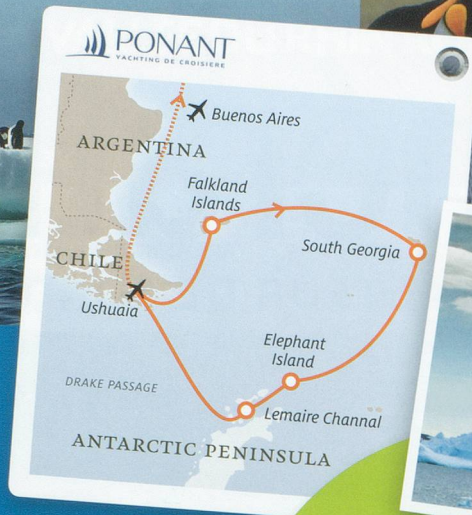 PONANT
YACHTING DE CROISIERE
Buenos Aires
ARGENTINA
Falkland
Islands
South Georgia
CHILE
Ushuaia
Elephant
Island
DRAKE PASSAGE
Lemaire Channal
ANTARCTIC PENINSULA